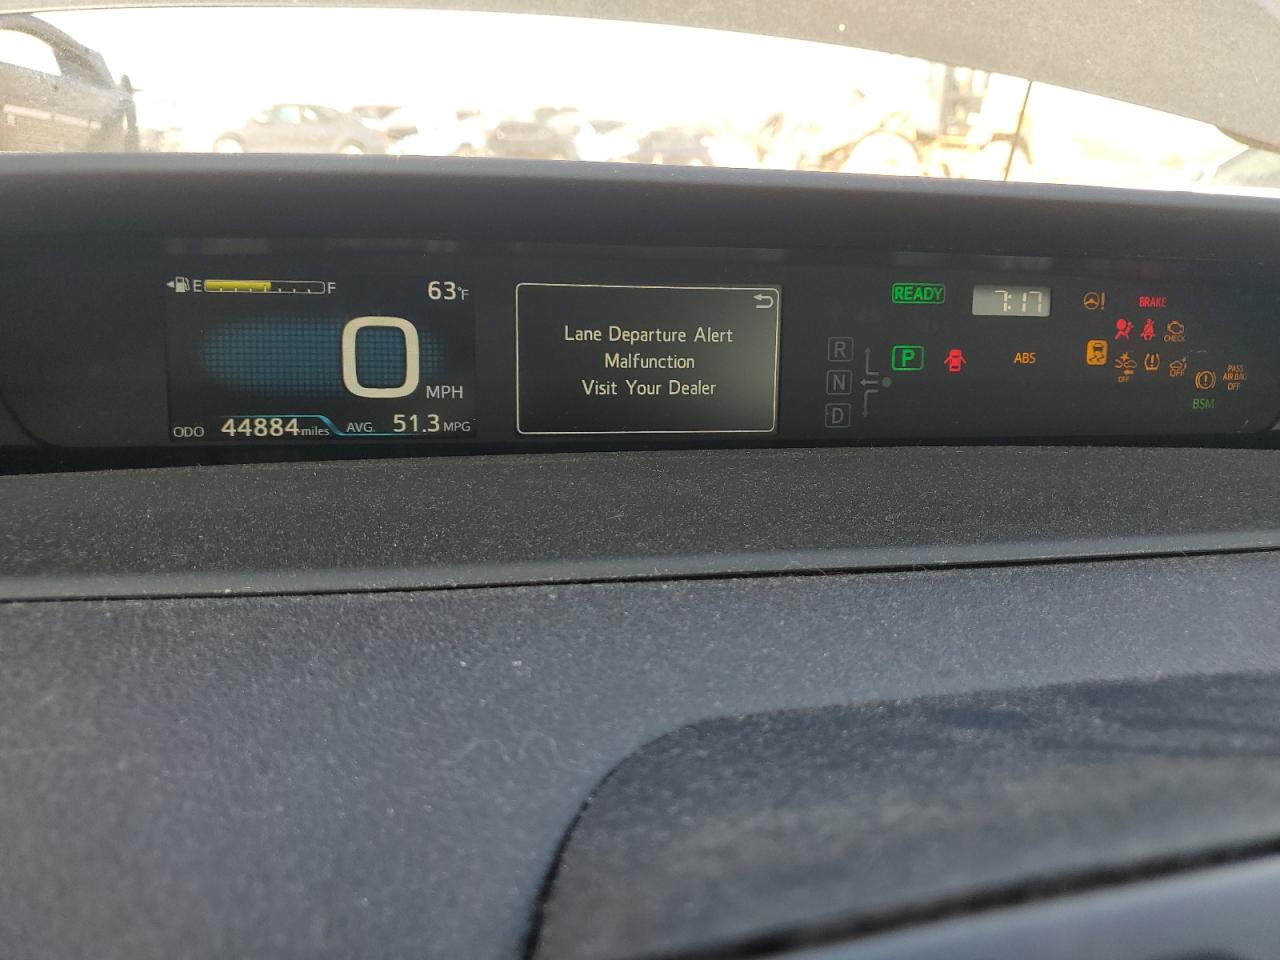 E F
63°F
0
MPH
ODO 44884 miles AVG. 51.3 MPG
Lane Departure Alert
Malfunction
Visit Your Dealer
READY
7:17
BRAKE
R
N
D
P
ABS
CHECK
OFF
OFF
PASS
AIR BAG
OFF
BSM